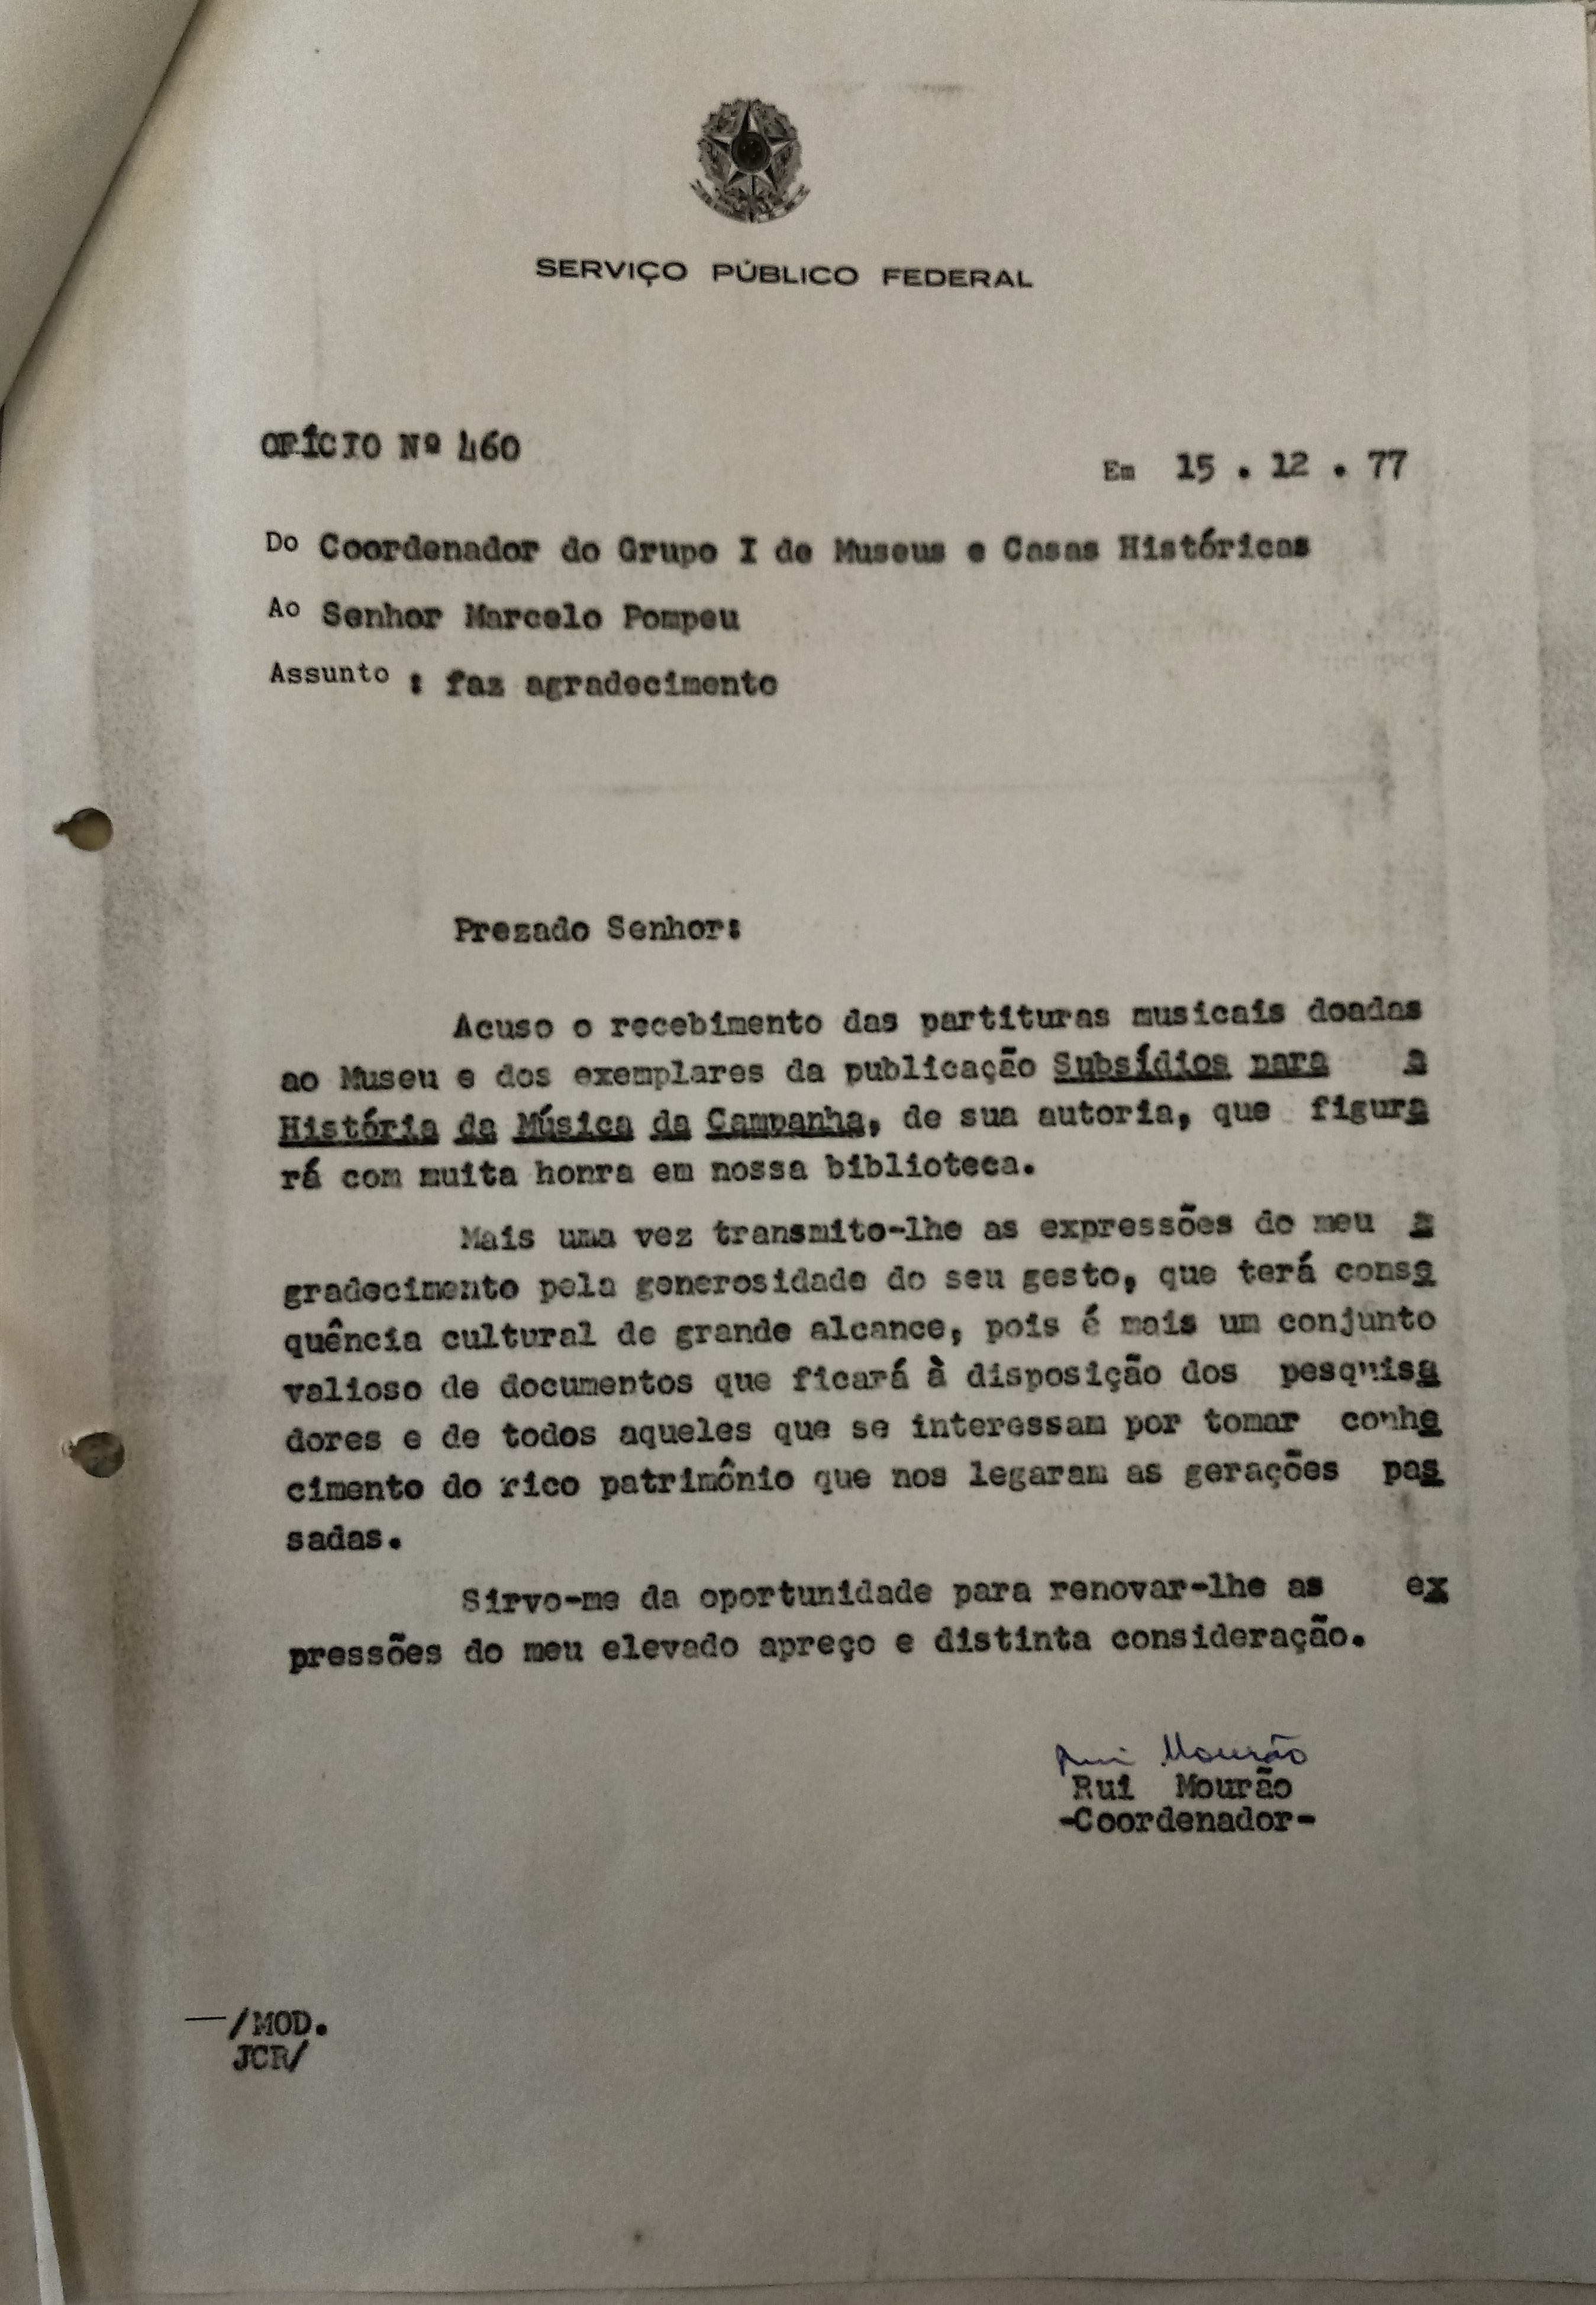 SERVIÇO PÚBLICO FEDERAL
OFÍCIO Nº 460
Em 15 . 12 . 77
Do Coordenador do Grupo I de Museus e Casas Históricas
Ao Senhor Marcelo Pompeu
Assunto : faz agradecimento
Prezado Senhor:
Acuso o recebimento das partituras musicais doadas
ao Museu e dos exemplares da publicação Subsídios para a
História da Música da Campanha, de sua autoria, que figura
rá com muita honra em nossa biblioteca.
Mais uma vez transmito-lhe as expressões do meu a
gradecimento pela generosidade do seu gesto, que terá conse
quência cultural de grande alcance, pois é mais um conjunto
valioso de documentos que ficará à disposição dos pesquisa
dores e de todos aqueles que se interessam por tomar conhe
cimento do rico patrimônio que nos legaram as gerações pas
sadas.
Sirvo-me da oportunidade para renovar-lhe as ex
pressões do meu elevado apreço e distinta consideração.
Rui Mourão
Rui Mourão
-Coordenador-
/MOD.
JCR/